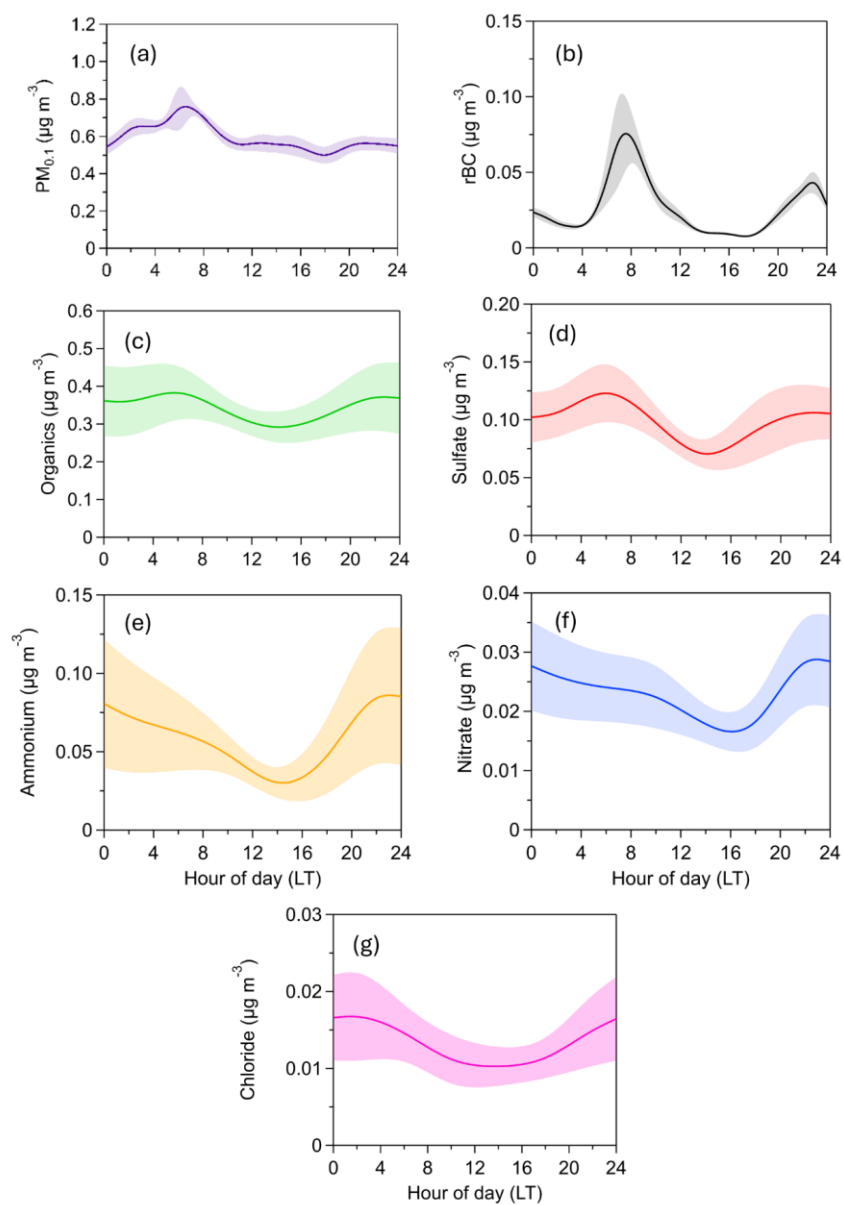 (a)
PM0.1 (µg m-3)
1.2
1.0
0.8
0.6
0.4
0.2
0
0 4 8 12 16 20 24
(b)
rBC (µg m-3)
0.15
0.10
0.05
0
0 4 8 12 16 20 24
(c)
Organics (µg m-3)
0.6
0.5
0.4
0.3
0.2
0.1
0
0 4 8 12 16 20 24
(d)
Sulfate (µg m-3)
0.20
0.15
0.10
0.05
0
0 4 8 12 16 20 24
(e)
Ammonium (µg m-3)
0.15
0.10
0.05
0
0 4 8 12 16 20 24
Hour of day (LT)
(f)
Nitrate (µg m-3)
0.04
0.03
0.02
0.01
0
0 4 8 12 16 20 24
Hour of day (LT)
(g)
Chloride (µg m-3)
0.03
0.02
0.01
0
0 4 8 12 16 20 24
Hour of day (LT)